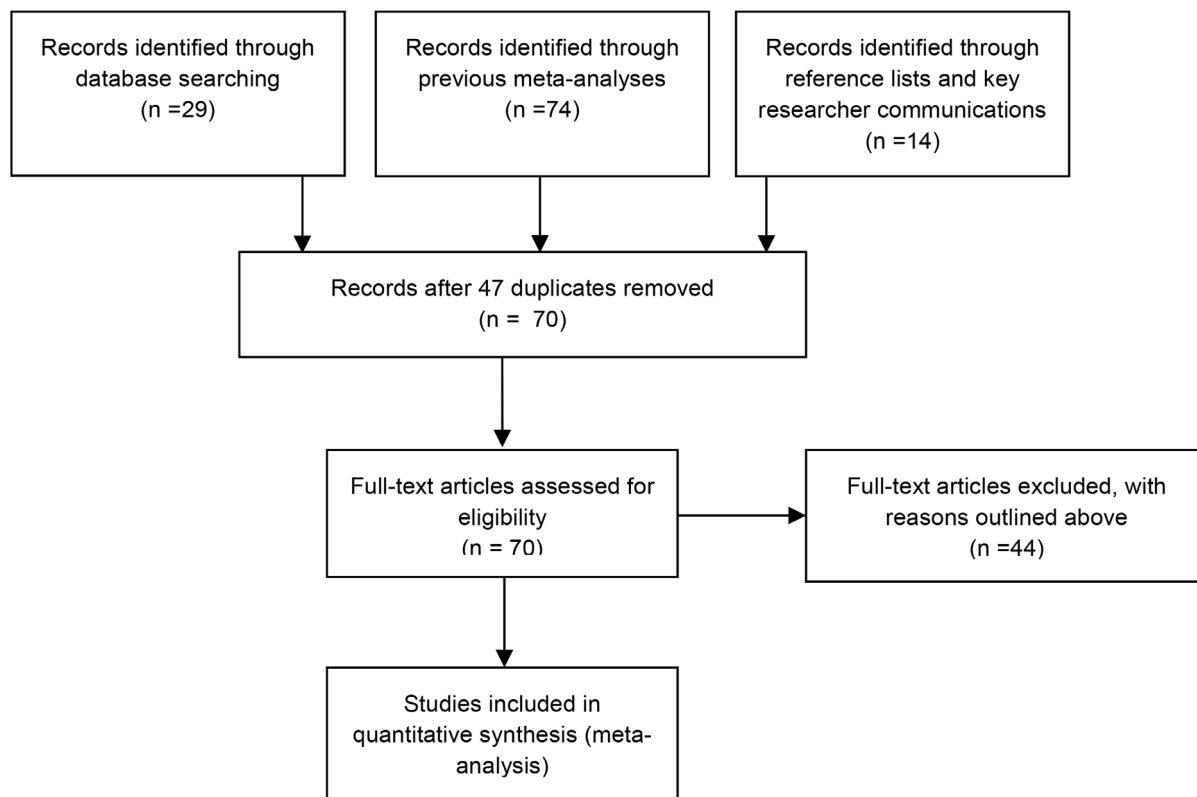 Records identified through
database searching
(n =29)
Records identified through
previous meta-analyses
(n =74)
Records identified through
reference lists and key
researcher communications
(n =14)
Records after 47 duplicates removed
(n =  70)
Full-text articles assessed for
eligibility
(n = 70)
Full-text articles excluded, with
reasons outlined above
(n =44)
Studies included in
quantitative synthesis (meta-
analysis)